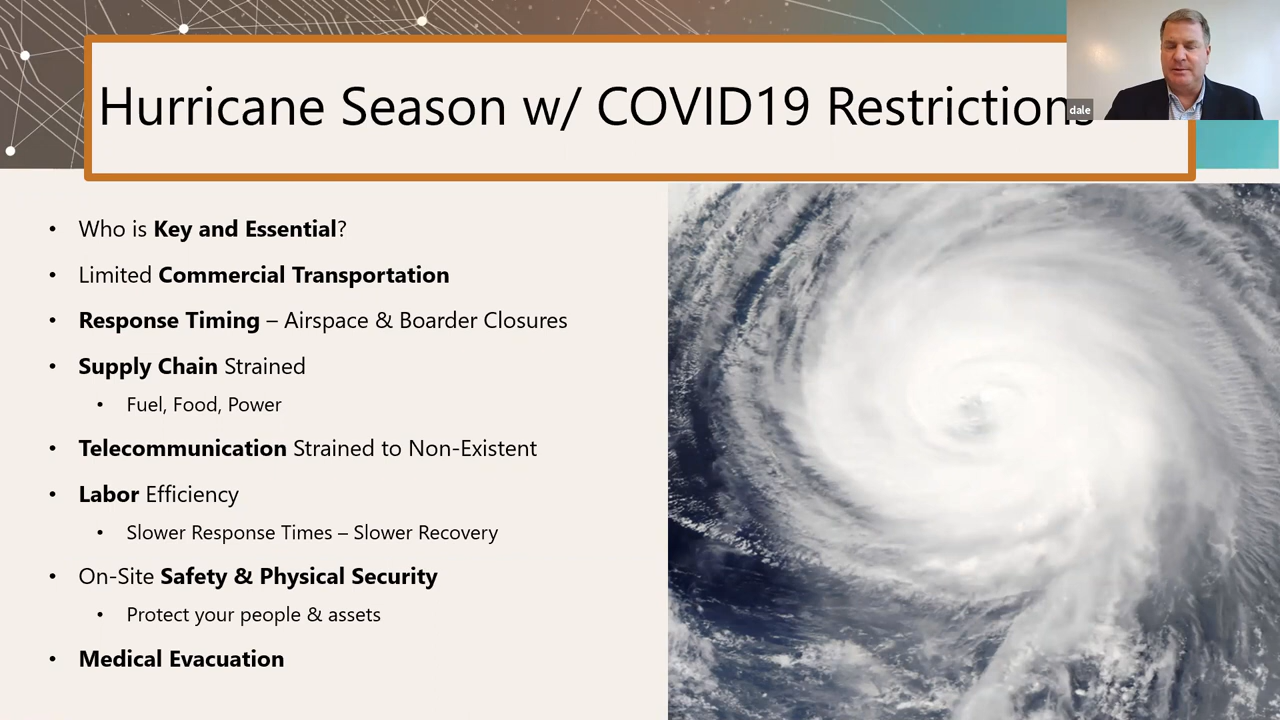 Hurricane Season w/ COVID19 Restrictions
dale
• Who is Key and Essential?
• Limited Commercial Transportation
• Response Timing – Airspace & Boarder Closures
• Supply Chain Strained
• Fuel, Food, Power
• Telecommunication Strained to Non-Existent
• Labor Efficiency
• Slower Response Times – Slower Recovery
• On-Site Safety & Physical Security
• Protect your people & assets
• Medical Evacuation